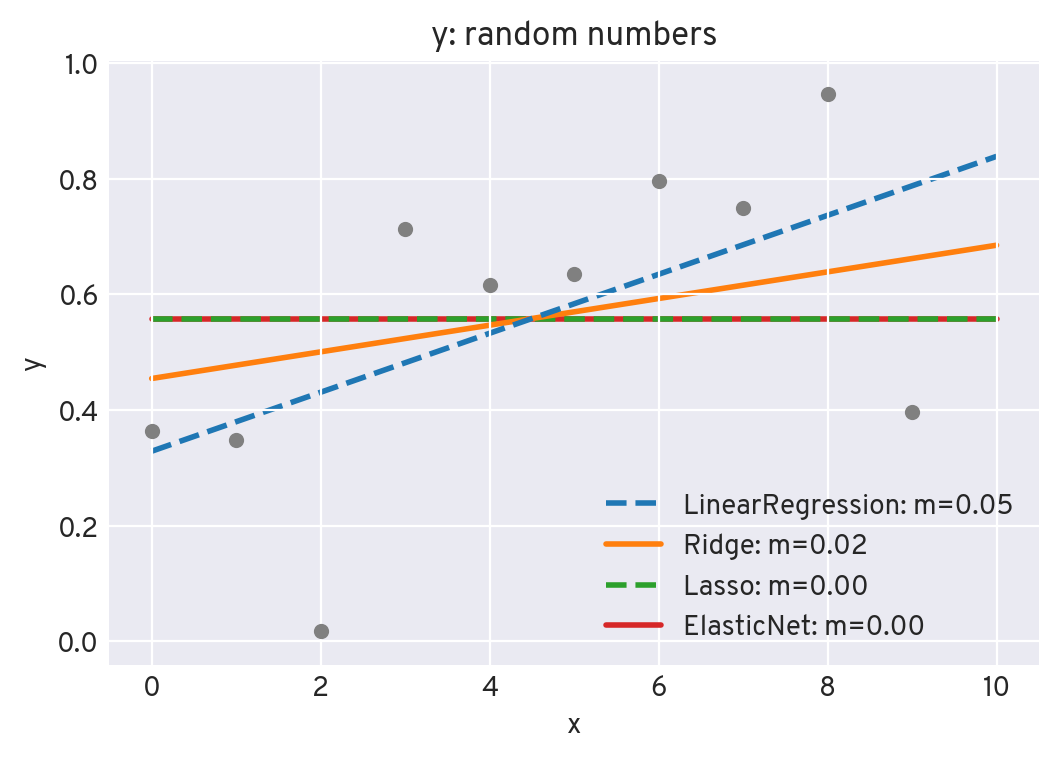 y: random numbers
1.0
0.8
0.6
0.4
0.2
0.0
y
LinearRegression: m=0.05
Ridge: m=0.02
Lasso: m=0.00
ElasticNet: m=0.00
0 2 4 6 8 10
x